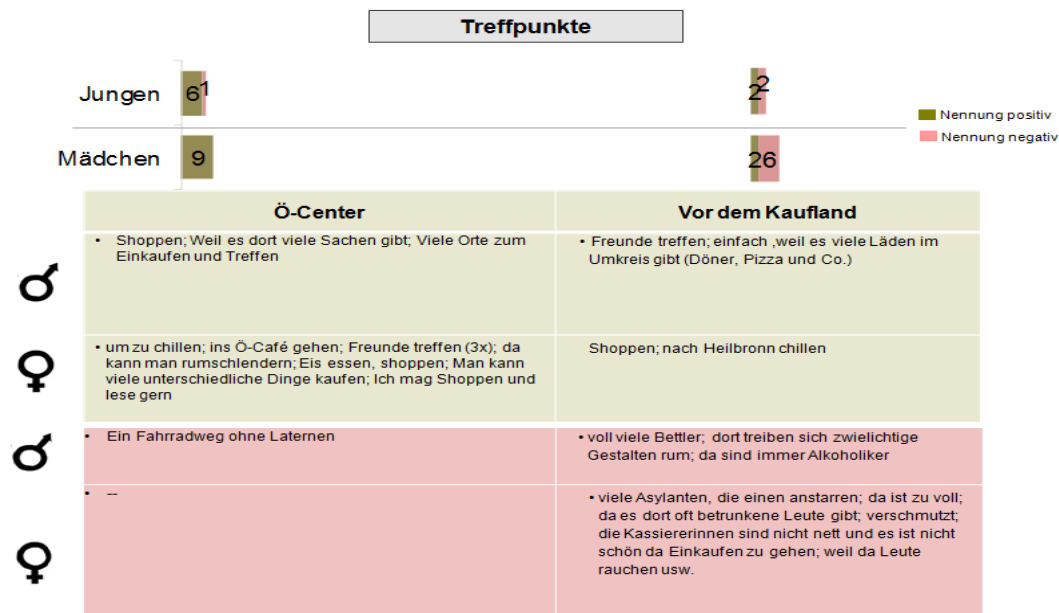 Treffpunkte
Jungen
6
1
2
2
Nennung positiv
Nennung negativ
Mädchen
9
2
6
Ö-Center
Vor dem Kaufland
• Shoppen; Weil es dort viele Sachen gibt; Viele Orte zum
Einkaufen und Treffen
• Freunde treffen; einfach ,weil es viele Läden im
Umkreis gibt (Döner, Pizza und Co.)
• um zu chillen; ins Ö-Café gehen; Freunde treffen (3x); da
kann man rumschlendern; Eis essen, shoppen; Man kann
viele unterschiedliche Dinge kaufen; Ich mag Shoppen und
lese gern
Shoppen; nach Heilbronn chillen
• Ein Fahrradweg ohne Laternen
• voll viele Bettler; dort treiben sich zwielichtige
Gestalten rum; da sind immer Alkoholiker
• --
• viele Asylanten, die einen anstarren; da ist zu voll;
da es dort oft betrunkene Leute gibt; verschmutzt;
die Kassiererinnen sind nicht nett und es ist nicht
schön da Einkaufen zu gehen; weil da Leute
rauchen usw.